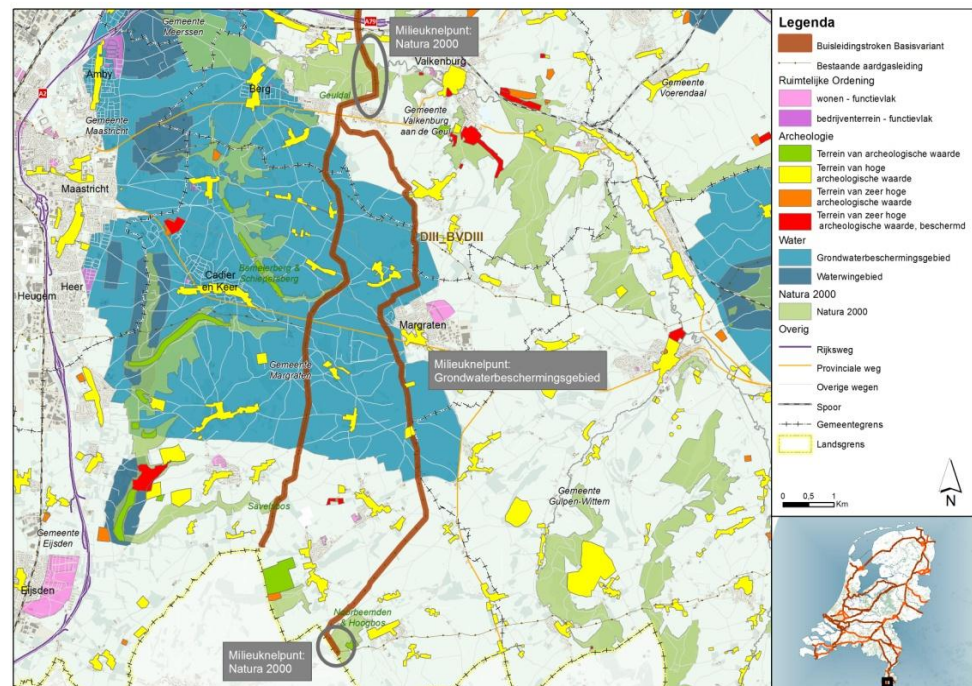 A79
Milieuknelpunt:
Natura 2000
Gemeente
Meerssen
Amby
Berg
Valkenburg
Gemeente
Voerendaal
A2
Geuldal
Gemeente
Maastricht
Gemeente
Valkenburg
aan de Geul
Maastricht
DIII_BVDIII
Bemelerberg &
Schiepersberg
Cadier
en Keer
Heugem
Heer
Margraten
Gemeente
Margraten
Milieuknelpunt:
Grondwaterbeschermingsgebied
Savelsbos
Gemeente
Gulpen-Wittem
Gemeente
Eijsden
Eijsden
Noorbeemden
& Hoogbos
Milieuknelpunt:
Natura 2000
Legenda
Buisleidingstroken Basisvariant
Bestaande aardgasleiding
Ruimtelijke Ordening
wonen - functievlak
bedrijventerrein - functievlak
Archeologie
Terrein van archeologische waarde
Terrein van hoge
archeologische waarde
Terrein van zeer hoge
archeologische waarde
Terrein van zeer hoge
archeologische waarde, beschermd
Water
Grondwaterbeschermingsgebied
Waterwingebied
Natura 2000
Natura 2000
Overig
Rijksweg
Provinciale weg
Overige wegen
Spoor
Gemeentegrens
Landsgrens
0 0,5 1
Km
N